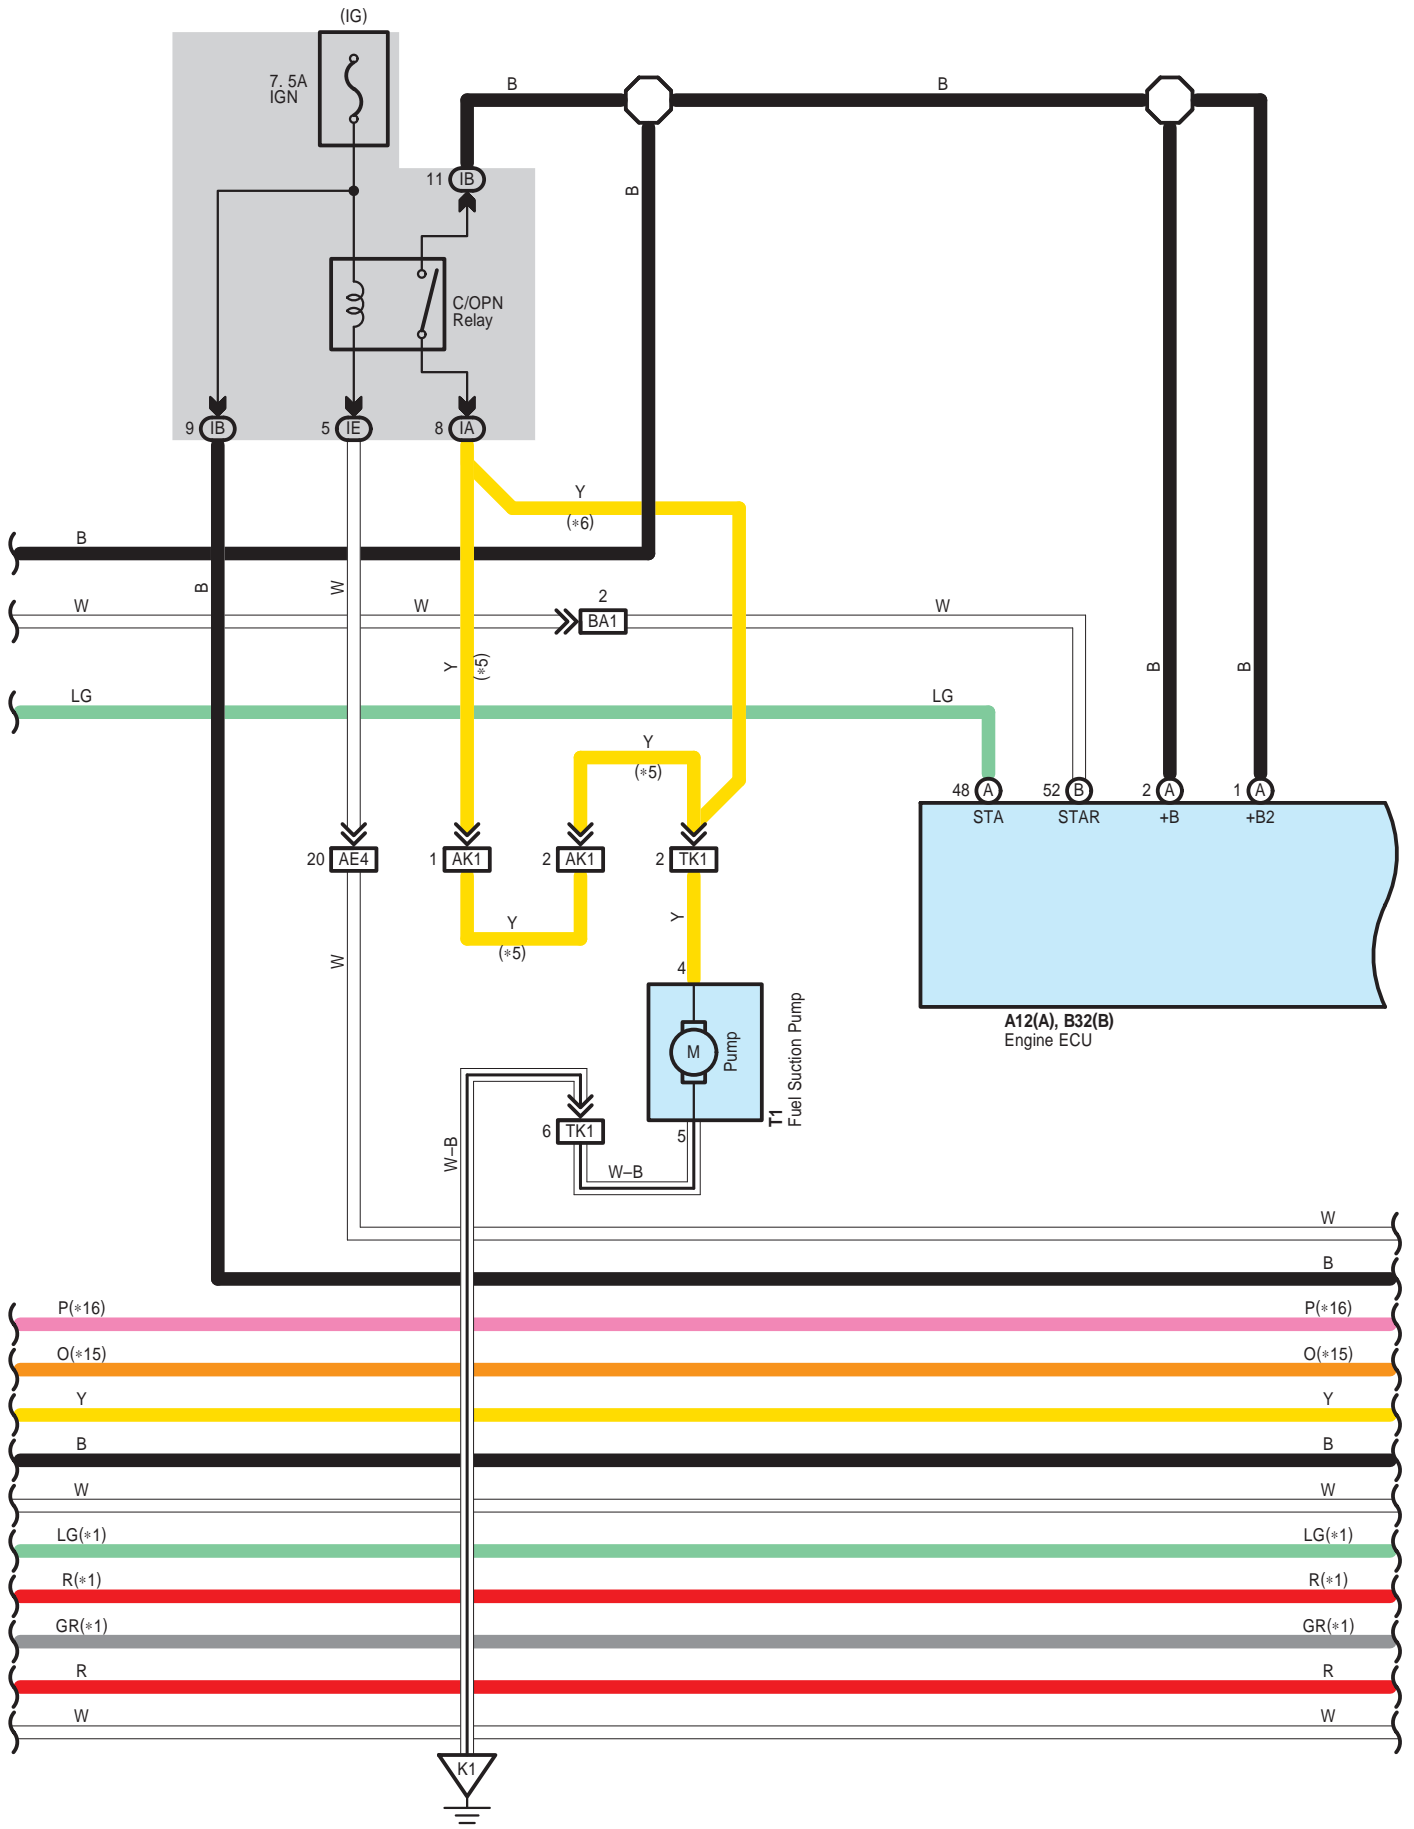 (IG)
7. 5A
IGN
B
B
11 IB
B
C/OPN
Relay
9 IB
5 IE
8 IA
Y
(*6)
B
B
W
2
W
W
BA1
W
Y
(*5)
B
B
LG
LG
Y
(*5)
48 A
52 B
2 A
1 A
STA
STAR
+B
+B2
20 AE4
1 AK1
2 AK1
2 TK1
Y
(*5)
Y
W
4
M
Pump
T1
Fuel Suction Pump
A12(A), B32(B)
Engine ECU
6 TK1
5
W–B
W–B
W
B
P(*16)
P(*16)
O(*15)
O(*15)
Y
Y
B
B
W
W
LG(*1)
LG(*1)
R(*1)
R(*1)
GR(*1)
GR(*1)
R
R
W
W
K1